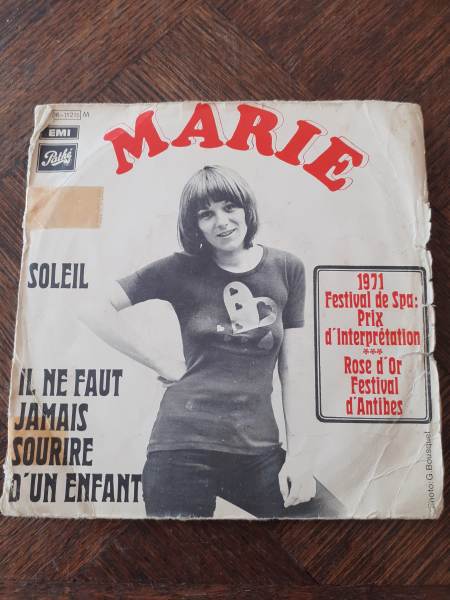 M
EMI
Pathé
MARIE
SOLEIL
1971
Festival de Spa:
Prix
d'Interprétation
***
Rose d'Or
Festival
d'Antibes
IL NE FAUT
JAMAIS
SOURIRE
D'UN ENFANT
Photo: G. Bousquet